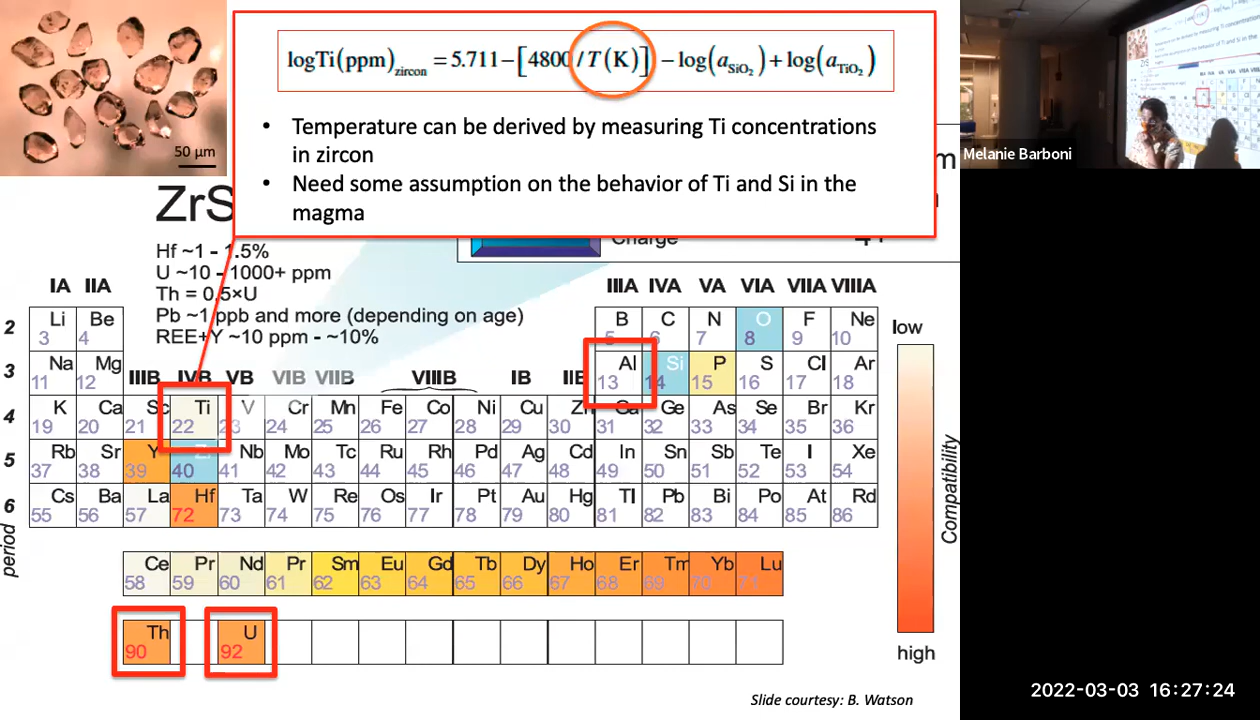 50 μm
logTi(ppm)zircon = 5.711–[4800/T(K)] –log(aSiO2)+log(aTiO2)
• Temperature can be derived by measuring Ti concentrations
in zircon
• Need some assumption on the behavior of Ti and Si in the
magma
m
Melanie Barboni
ZrS
Charge 4+
Hf ~1 - 1.5%
U ~10 - 1000+ ppm
Th = 0.5×U
Pb ~1 ppb and more (depending on age)
REE+Y ~10 ppm - ~10%
IA IIA IIIA IVA VA VIA VIIA VIIIA
2 Li 3 Be 4 B 5 C 6 N 7 O 8 F 9 Ne 10
3 Na 11 Mg 12 Al 13 Si 14 P 15 S 16 Cl 17 Ar 18
IIIB IVB VB VIB VIIB VIIIB IB IIB
4 K 19 Ca 20 Sc 21 Ti 22 V 23 Cr 24 Mn 25 Fe 26 Co 27 Ni 28 Cu 29 Zn 30 Ga 31 Ge 32 As 33 Se 34 Br 35 Kr 36
5 Rb 37 Sr 38 Y 39 Zr 40 Nb 41 Mo 42 Tc 43 Ru 44 Rh 45 Pd 46 Ag 47 Cd 48 In 49 Sn 50 Sb 51 Te 52 I 53 Xe 54
6 Cs 55 Ba 56 La 57 Hf 72 Ta 73 W 74 Re 75 Os 76 Ir 77 Pt 78 Au 79 Hg 80 Tl 81 Pb 82 Bi 83 Po 84 At 85 Rd 86
period
Ce 58 Pr 59 Nd 60 Pr 61 Sm 62 Eu 63 Gd 64 Tb 65 Dy 66 Ho 67 Er 68 Tm 69 Yb 70 Lu 71
Th 90 U 92
low
Compatibility
high
Slide courtesy: B. Watson
2022-03-03 16:27:24